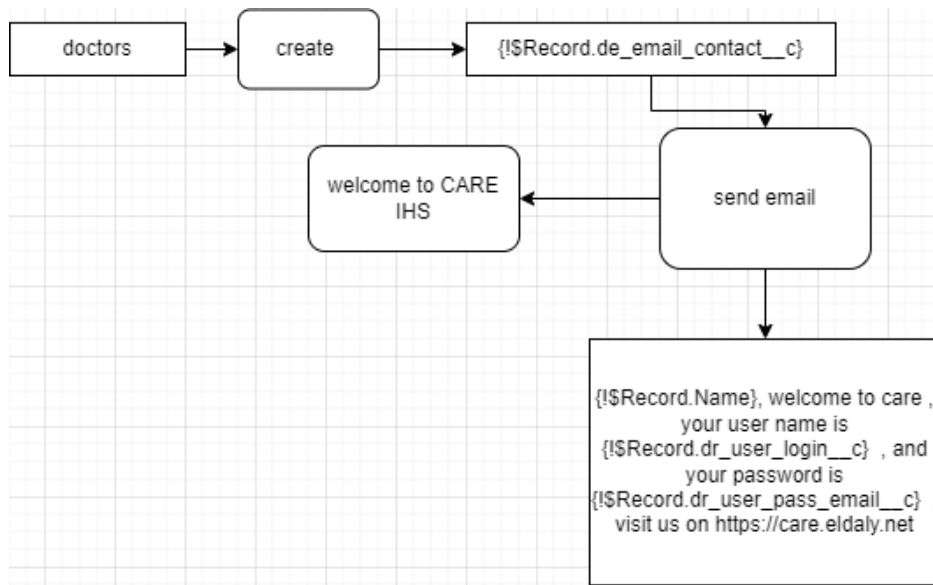 doctors
create
{!$Record.de_email_contact__c}
welcome to CARE
IHS
send email
{!$Record.Name}, welcome to care ,
your user name is
{!$Record.dr_user_login__c} , and
your password is
{!$Record.dr_user_pass_email__c}
visit us on https://care.eldaly.net